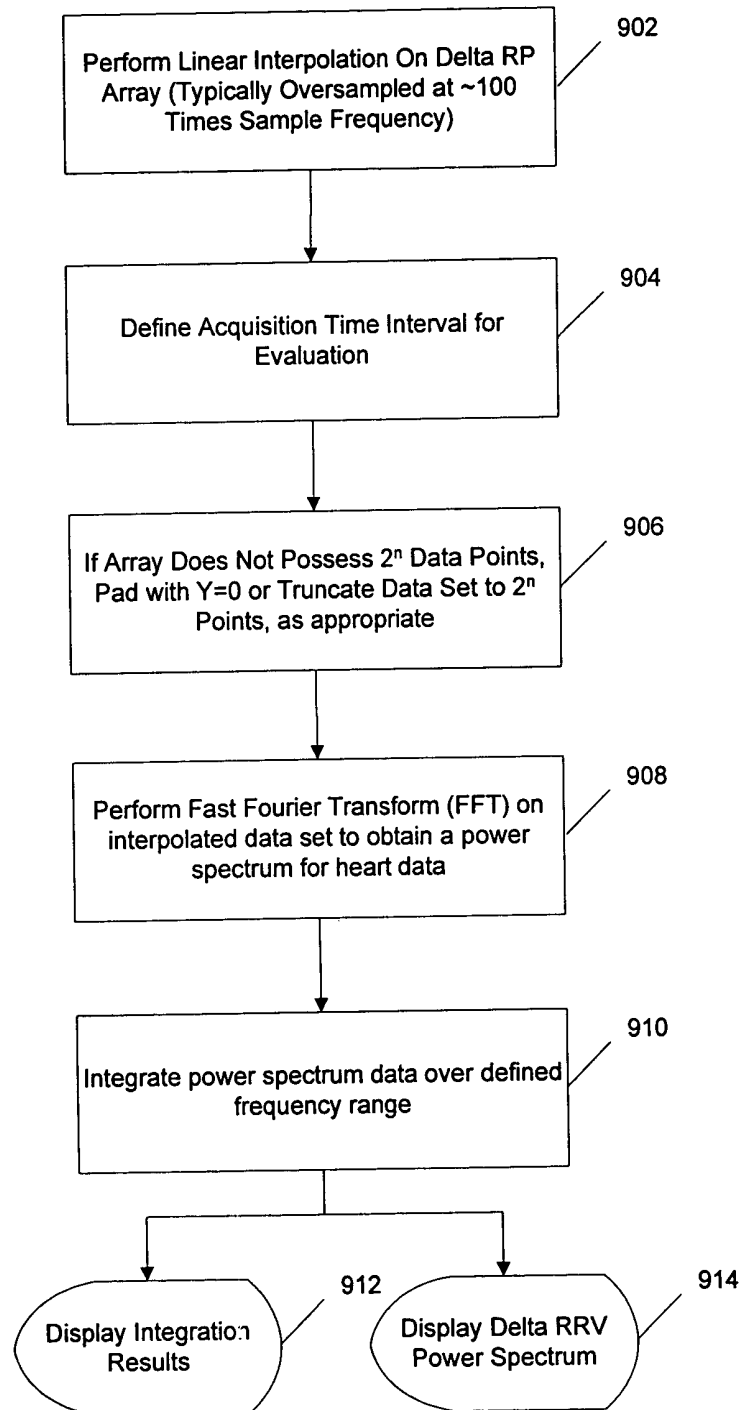 Perform Linear Interpolation On Delta RP
Array (Typically Oversampled at ~100
Times Sample Frequency)
902
Define Acquisition Time Interval for
Evaluation
904
If Array Does Not Possess 2ⁿ Data Points,
Pad with Y=0 or Truncate Data Set to 2ⁿ
Points, as appropriate
906
Perform Fast Fourier Transform (FFT) on
interpolated data set to obtain a power
spectrum for heart data
908
Integrate power spectrum data over defined
frequency range
910
Display Integration
Results
912
Display Delta RRV
Power Spectrum
914